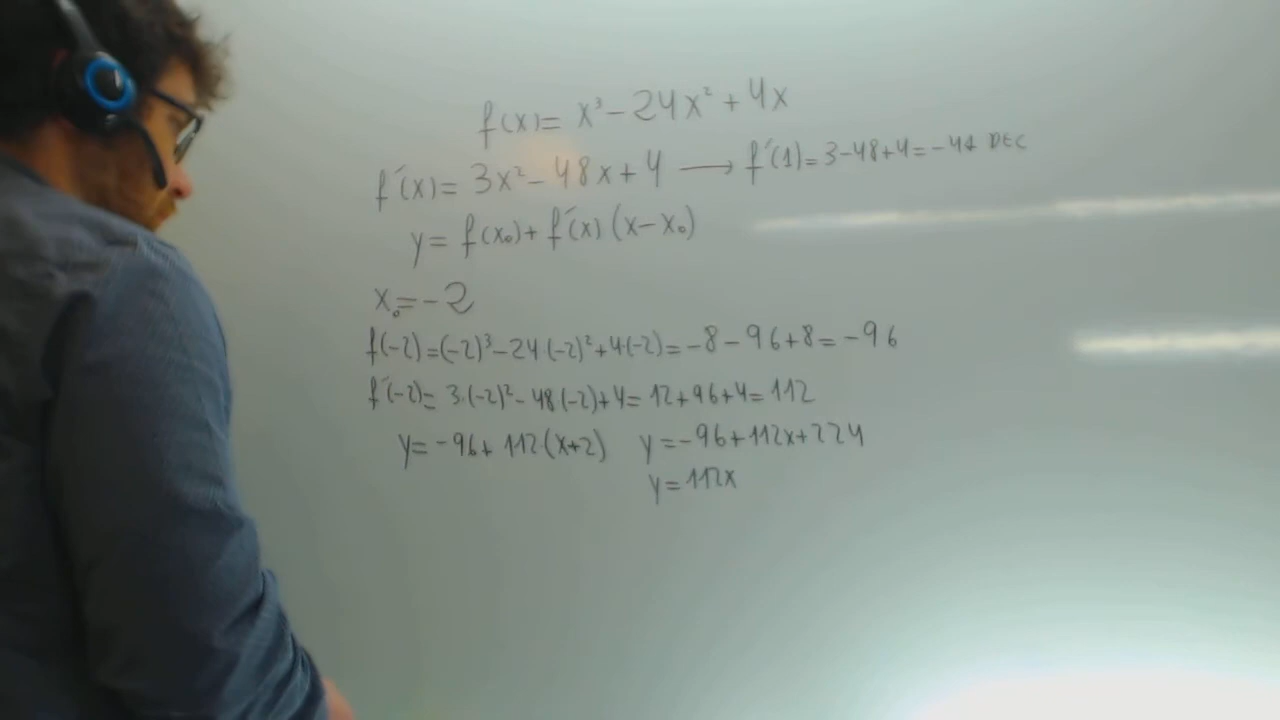 f(x)= x³-24x²+4x
f´(x)= 3x²-48x+4 ⟶ f´(1)=3-48+4=-41 DEC
y= f(x₀)+f´(x)(x-x₀)
x₀=-2
f(-2)=(-2)³-24(-2)²+4(-2)=-8-96+8=-96
f´(-2)= 3·(-2)²-48(-2)+4=12+96+4=112
y=-96+112(x+2) y=-96+112x+224
y=112x